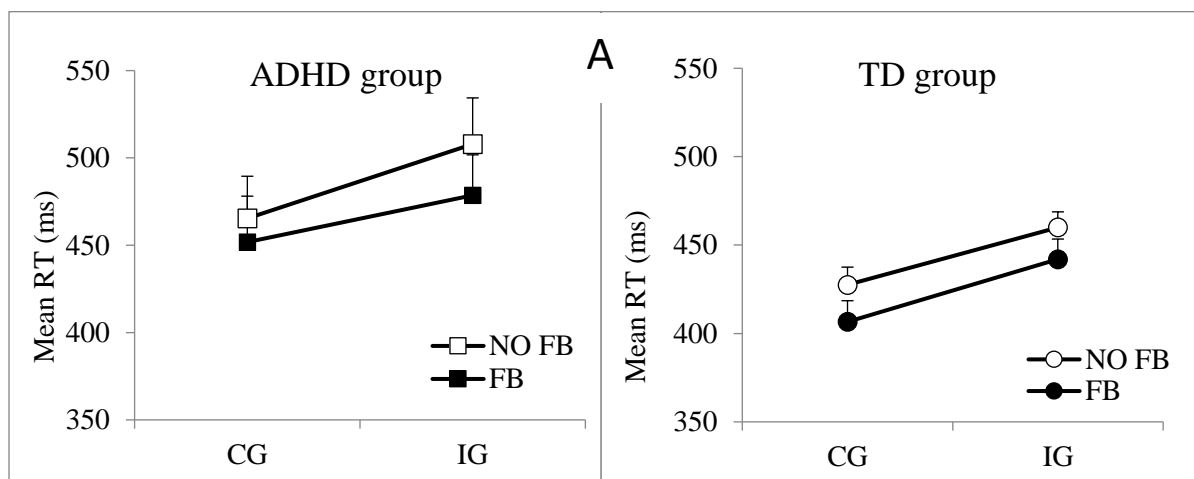 A
ADHD group
Mean RT (ms)
550
500
450
400
350
NO FB
FB
CG IG
TD group
Mean RT (ms)
550
500
450
400
350
NO FB
FB
CG IG